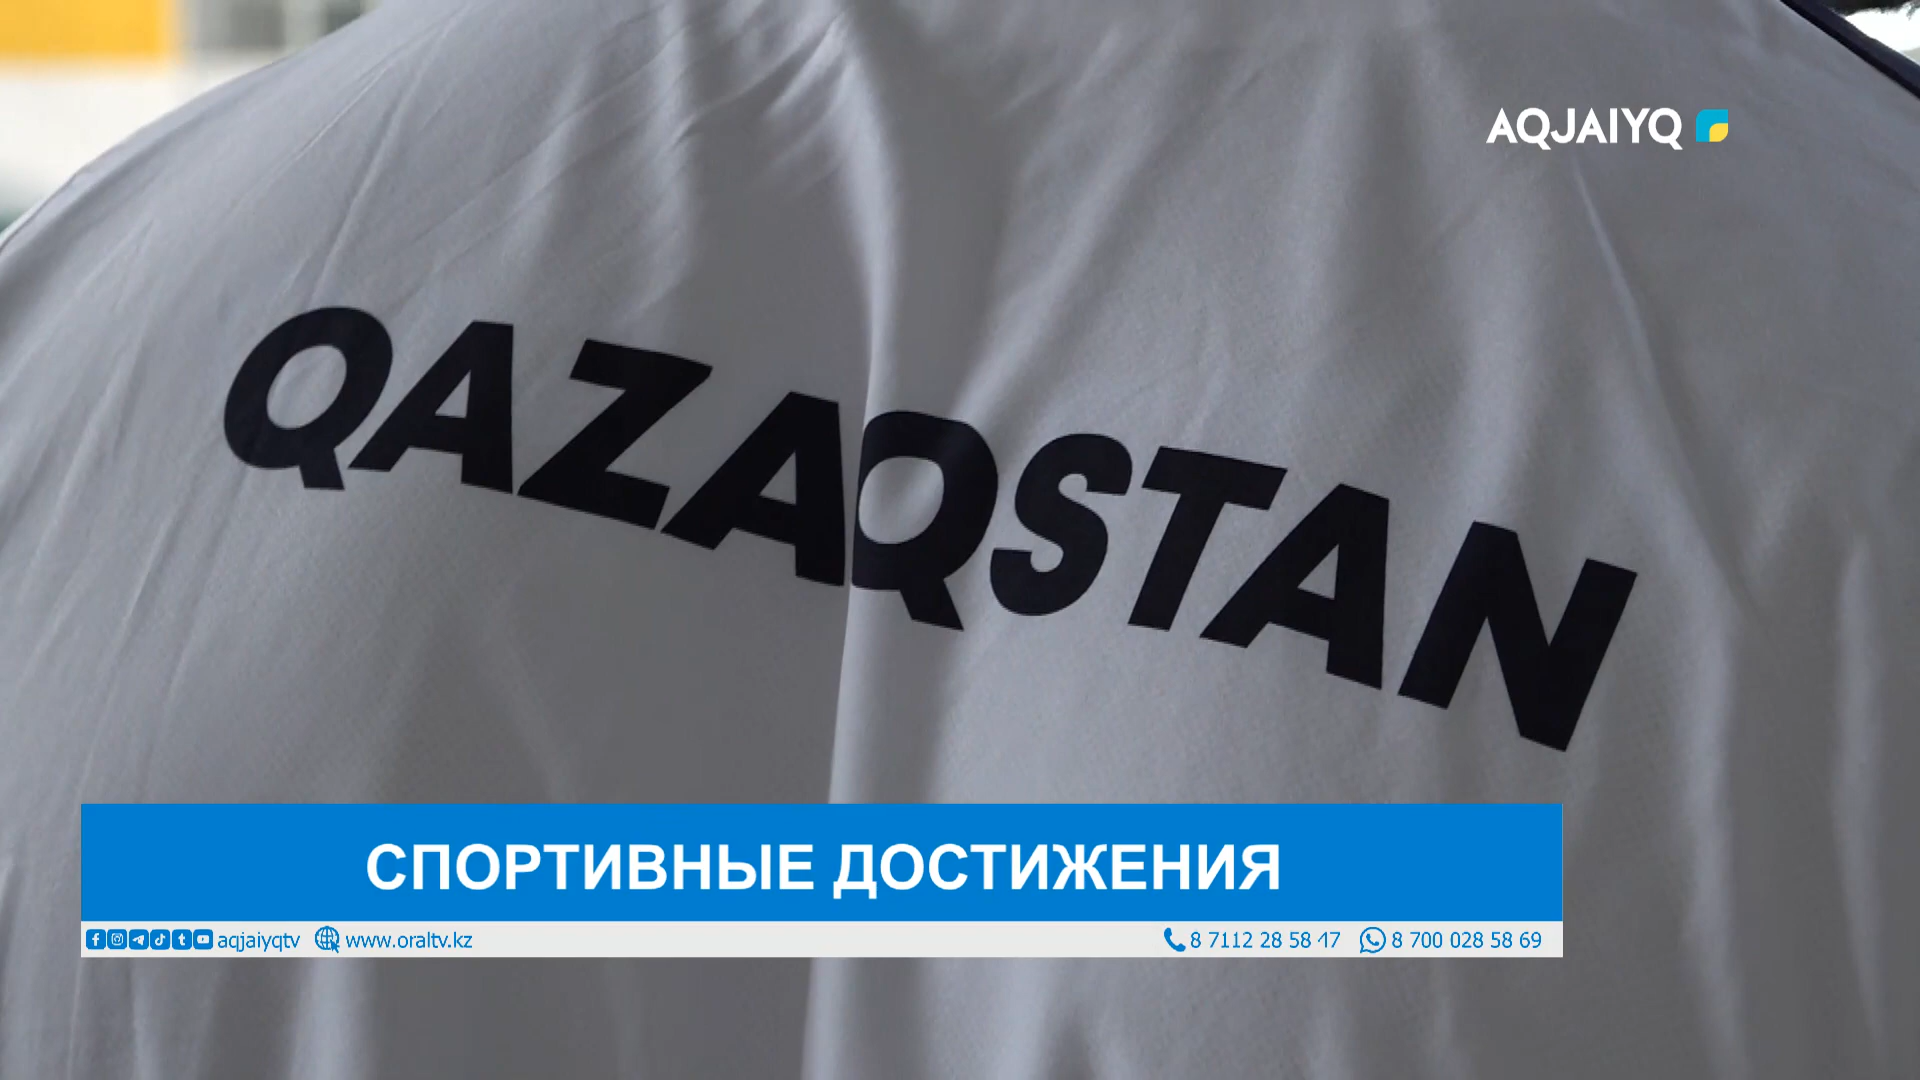 AQJAIYQ
QAZAQSTAN
СПОРТИВНЫЕ ДОСТИЖЕНИЯ
aqjaiyqtv www.oraltv.kz 8 7112 28 58 17 8 700 028 58 69